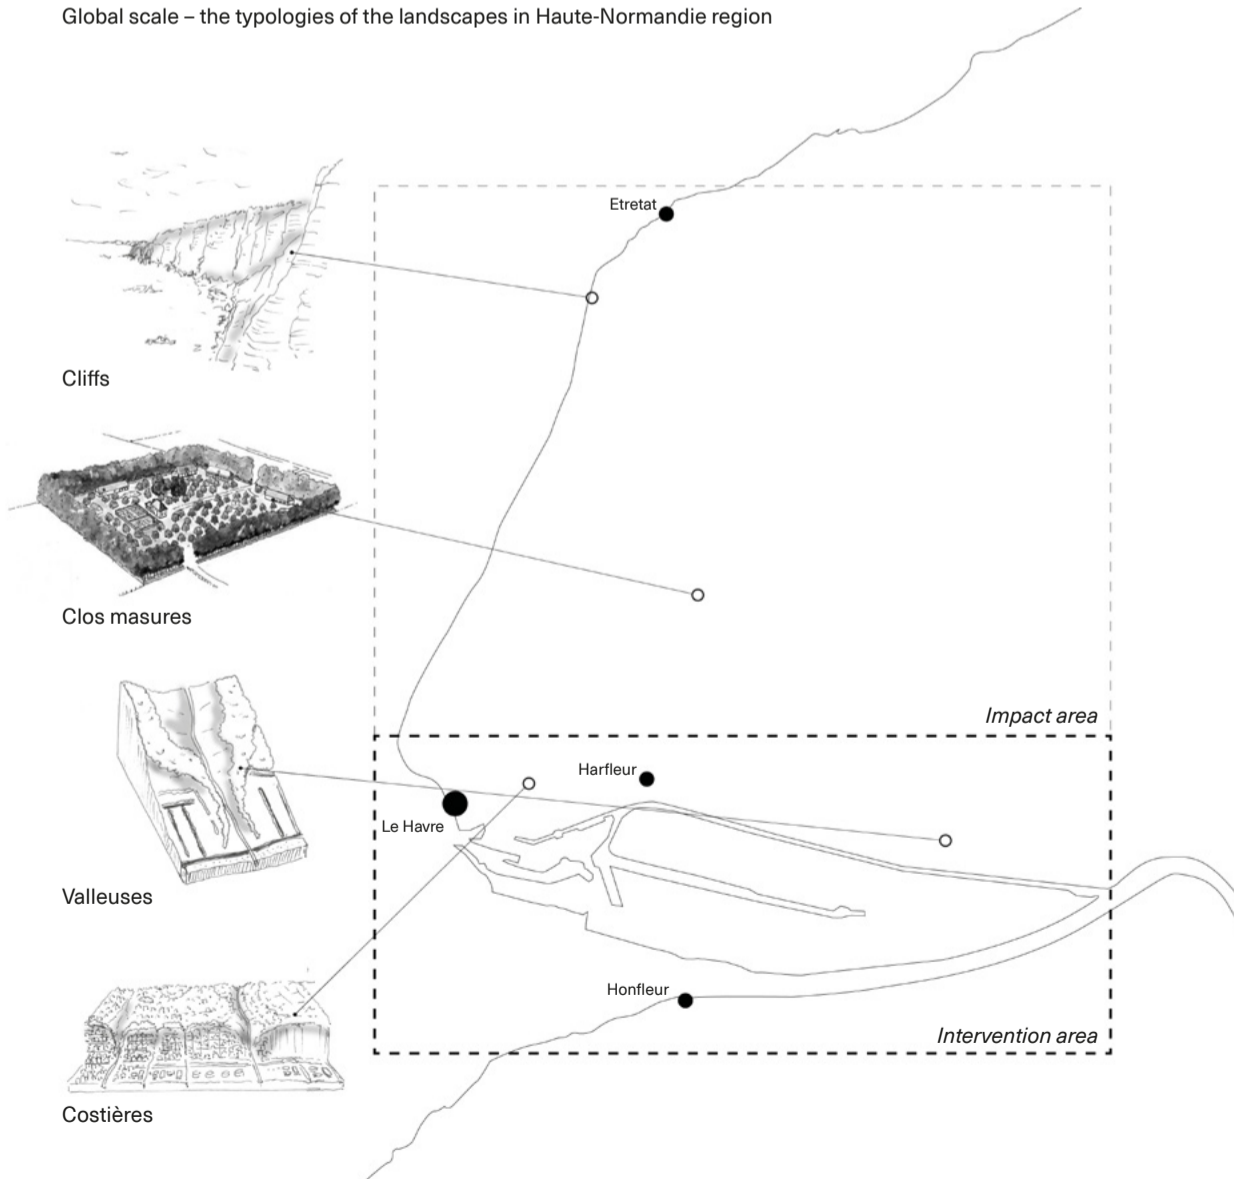 Global scale – the typologies of the landscapes in Haute-Normandie region
Etretat
Cliffs
Clos masures
Impact area
Harfleur
Le Havre
Valleuses
Honfleur
Intervention area
Costières